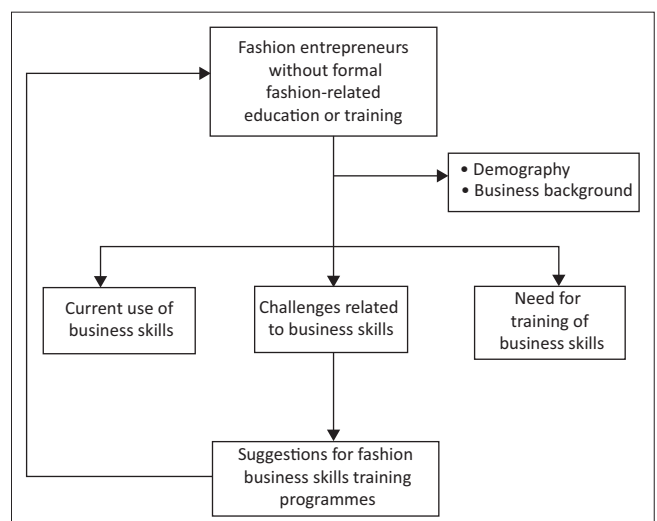 Fashion entrepreneurs
without formal
fashion-related
education or training
• Demography
• Business background
Current use of
business skills
Challenges related
to business skills
Need for
training of
business skills
Suggestions for fashion
business skills training
programmes